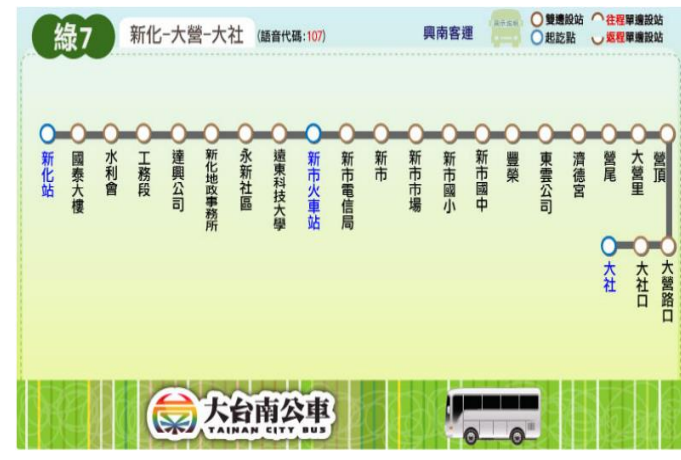 綠7
新化-大營-大社 (語音代碼:107)
興南客運
雙邊設站
往程單邊設站
起訖點
返程單邊設站
新化站
國泰大樓
水利會
工務段
達興公司
新化地政事務所
永新社區
遠東科技大學
新市火車站
新市電信局
新市
新市市場
新市國小
新市國中
豐榮
東雲公司
濟德宮
營尾
大營里
營頂
大營路口
大社口
大社
大台南公車
TAINAN CITY BUS